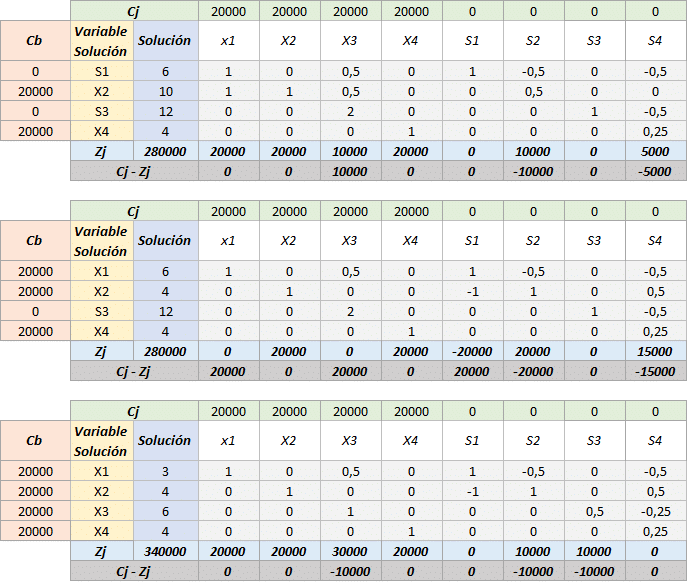 Cj 20000 20000 20000 20000 0 0 0 0
Cb Variable Solución Solución x1 X2 X3 X4 S1 S2 S3 S4
0 S1 6 1 0 0,5 0 1 -0,5 0 -0,5
20000 X2 10 1 1 0,5 0 0 0,5 0 0
0 S3 12 0 0 2 0 0 0 1 -0,5
20000 X4 4 0 0 0 1 0 0 0 0,25
Zj 280000 20000 20000 10000 20000 0 10000 0 5000
Cj - Zj 0 0 10000 0 0 -10000 0 -5000
Cj 20000 20000 20000 20000 0 0 0 0
Cb Variable Solución Solución x1 X2 X3 X4 S1 S2 S3 S4
20000 X1 6 1 0 0,5 0 1 -0,5 0 -0,5
20000 X2 4 0 1 0 0 -1 1 0 0,5
0 S3 12 0 0 2 0 0 0 1 -0,5
20000 X4 4 0 0 0 1 0 0 0 0,25
Zj 280000 0 20000 0 20000 -20000 20000 0 15000
Cj - Zj 20000 0 20000 0 20000 -20000 0 -15000
Cj 20000 20000 20000 20000 0 0 0 0
Cb Variable Solución Solución x1 X2 X3 X4 S1 S2 S3 S4
20000 X1 3 1 0 0,5 0 1 -0,5 0 -0,5
20000 X2 4 0 1 0 0 -1 1 0 0,5
20000 X3 6 0 0 1 0 0 0 0,5 -0,25
20000 X4 4 0 0 0 1 0 0 0 0,25
Zj 340000 20000 20000 30000 20000 0 10000 10000 0
Cj - Zj 0 0 -10000 0 0 -10000 -10000 0